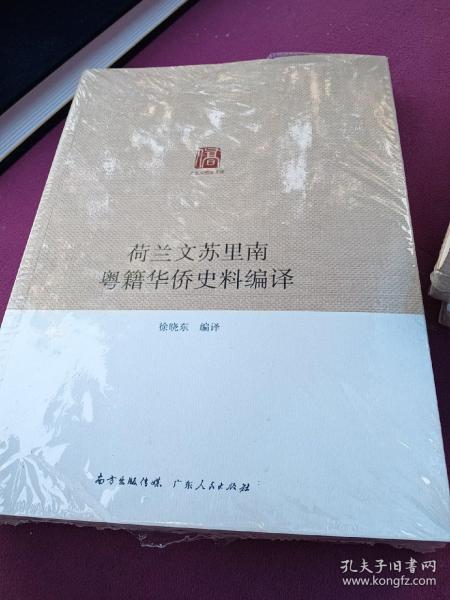 荷兰文苏里南
粤籍华侨史料编译
徐晓东 编译
南方出版传媒 广东人民出版社
孔夫子旧书网
www.kongfz.com